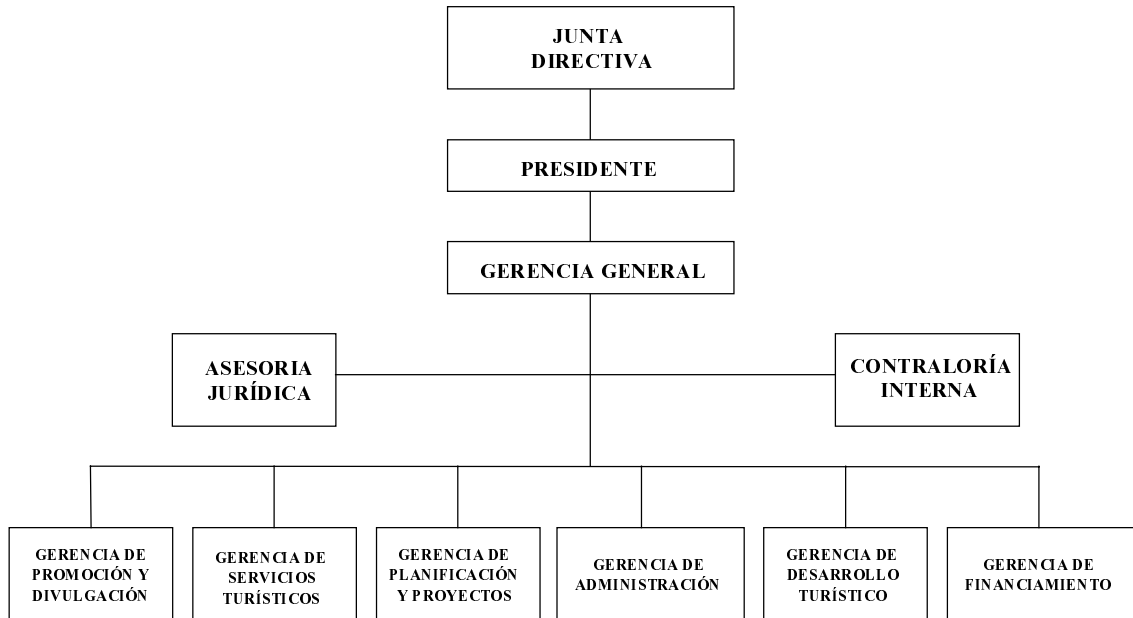 JUNTA
DIRECTIVA
PRESIDENTE
GERENCIA GENERAL
ASESORIA
JURÍDICA
CONTRALORÍA
INTERNA
GERENCIA DE
PROMOCIÓN Y
DIVULGACIÓN
GERENCIA DE
SERVICIOS
TURÍSTICOS
GERENCIA DE
PLANIFICACIÓN
Y PROYECTOS
GERENCIA DE
ADMINISTRACIÓN
GERENCIA DE
DESARROLLO
TURÍSTICO
GERENCIA DE
FINANCIAMIENTO